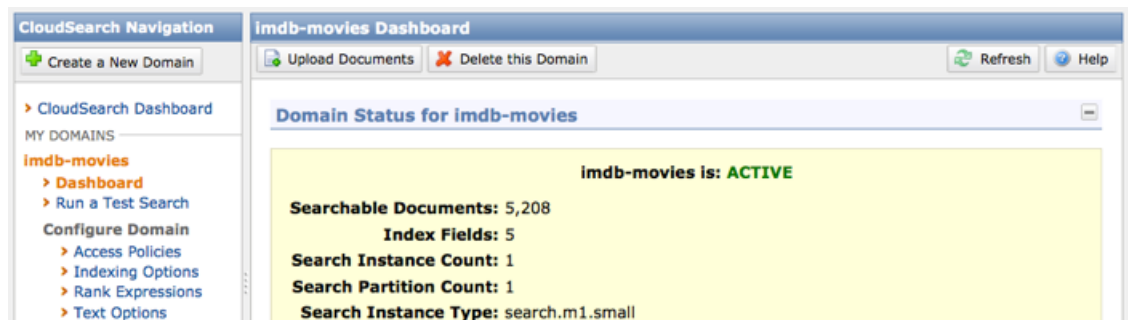 CloudSearch Navigation
Create a New Domain
CloudSearch Dashboard
MY DOMAINS
imdb-movies
Dashboard
Run a Test Search
Configure Domain
Access Policies
Indexing Options
Rank Expressions
Text Options
imdb-movies Dashboard
Upload Documents Delete this Domain Refresh Help
Domain Status for imdb-movies
imdb-movies is: ACTIVE
Searchable Documents: 5,208
Index Fields: 5
Search Instance Count: 1
Search Partition Count: 1
Search Instance Type: search.m1.small